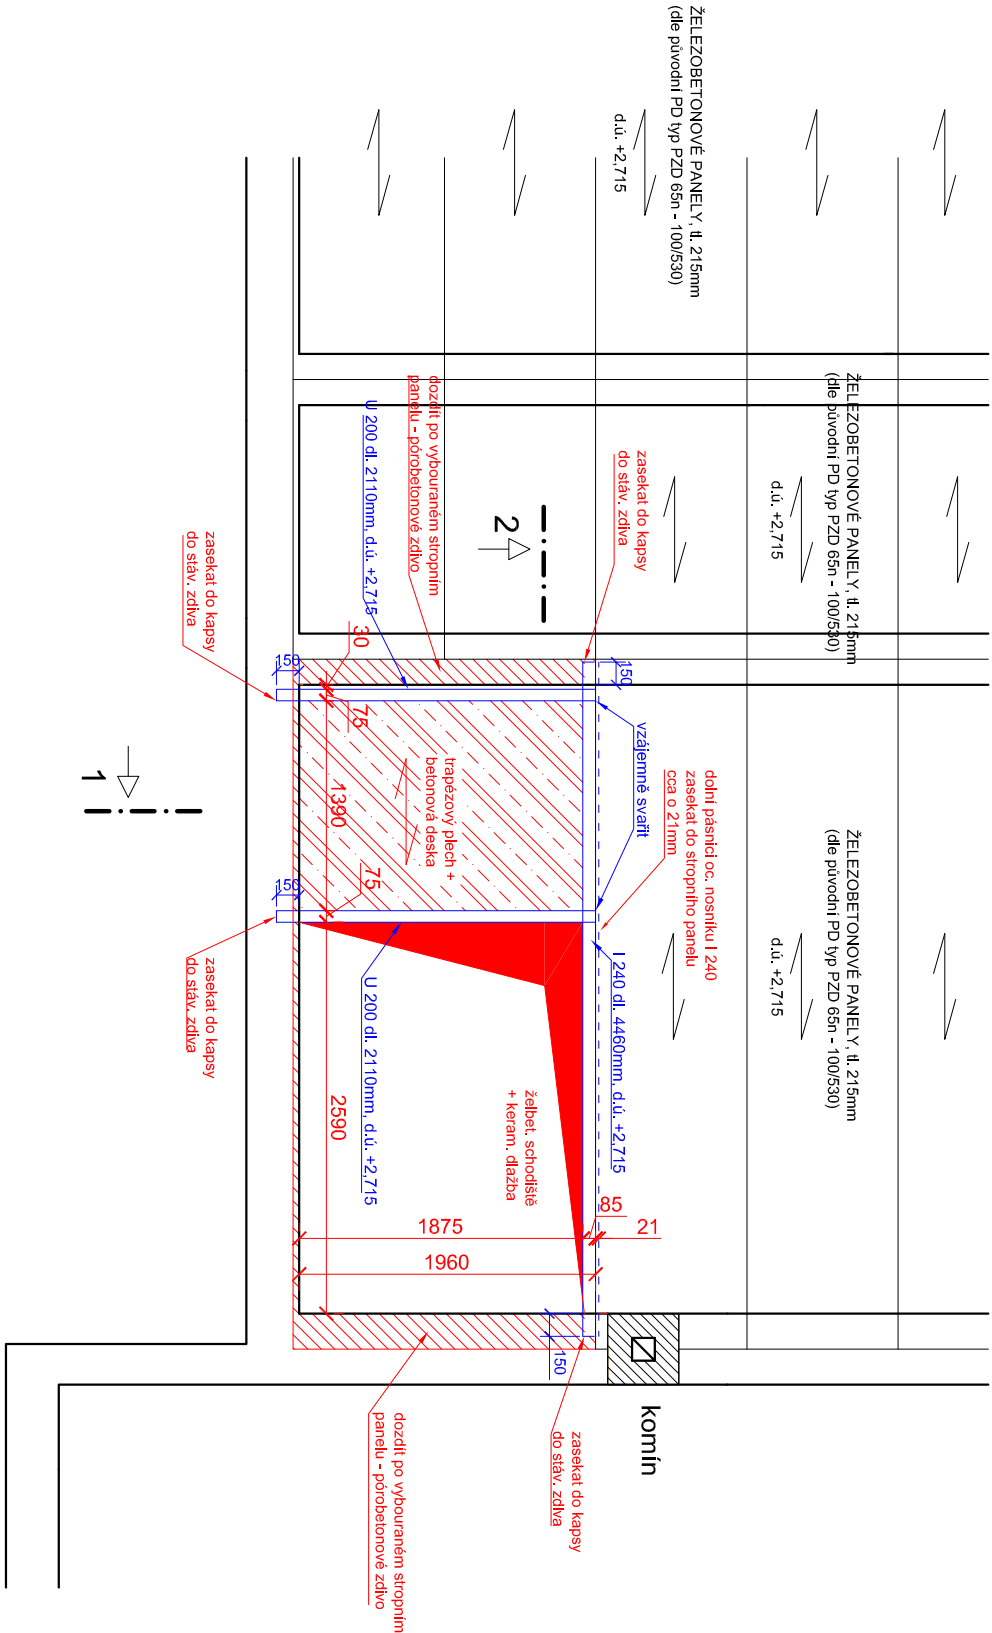 ŽELEZOBETONOVÉ PANELY, tl. 215mm
(dle původní PD typ PZD 65n - 100/530)
d.ú. +2,715
ŽELEZOBETONOVÉ PANELY, tl. 215mm
(dle původní PD typ PZD 65n - 100/530)
d.ú. +2,715
ŽELEZOBETONOVÉ PANELY, tl. 215mm
(dle původní PD typ PZD 65n - 100/530)
d.ú. +2,715
dozdít po vybouraném stropním
panelu - pórobetonové zdivo
U 200 dl. 2110mm, d.ú. +2,715
zasekat do kapsy
do stáv. zdiva
2
zasekat do kapsy
do stáv. zdiva
150
30
75
150
vzájemně svařit
dolní pásnici oc. nosníku I 240
zasekat do stropního panelu
cca o 21mm
trapézový plech +
betonová deska
1390
75
150
1
zasekat do kapsy
do stáv. zdiva
I 240 dl. 4460mm, d.ú. +2,715
U 200 dl. 2110mm, d.ú. +2,715
želbet. schodiště
+ keram. dlažba
2590
85
21
1875
1960
150
komín
zasekat do kapsy
do stáv. zdiva
dozdít po vybouraném stropním
panelu - pórobetonové zdivo